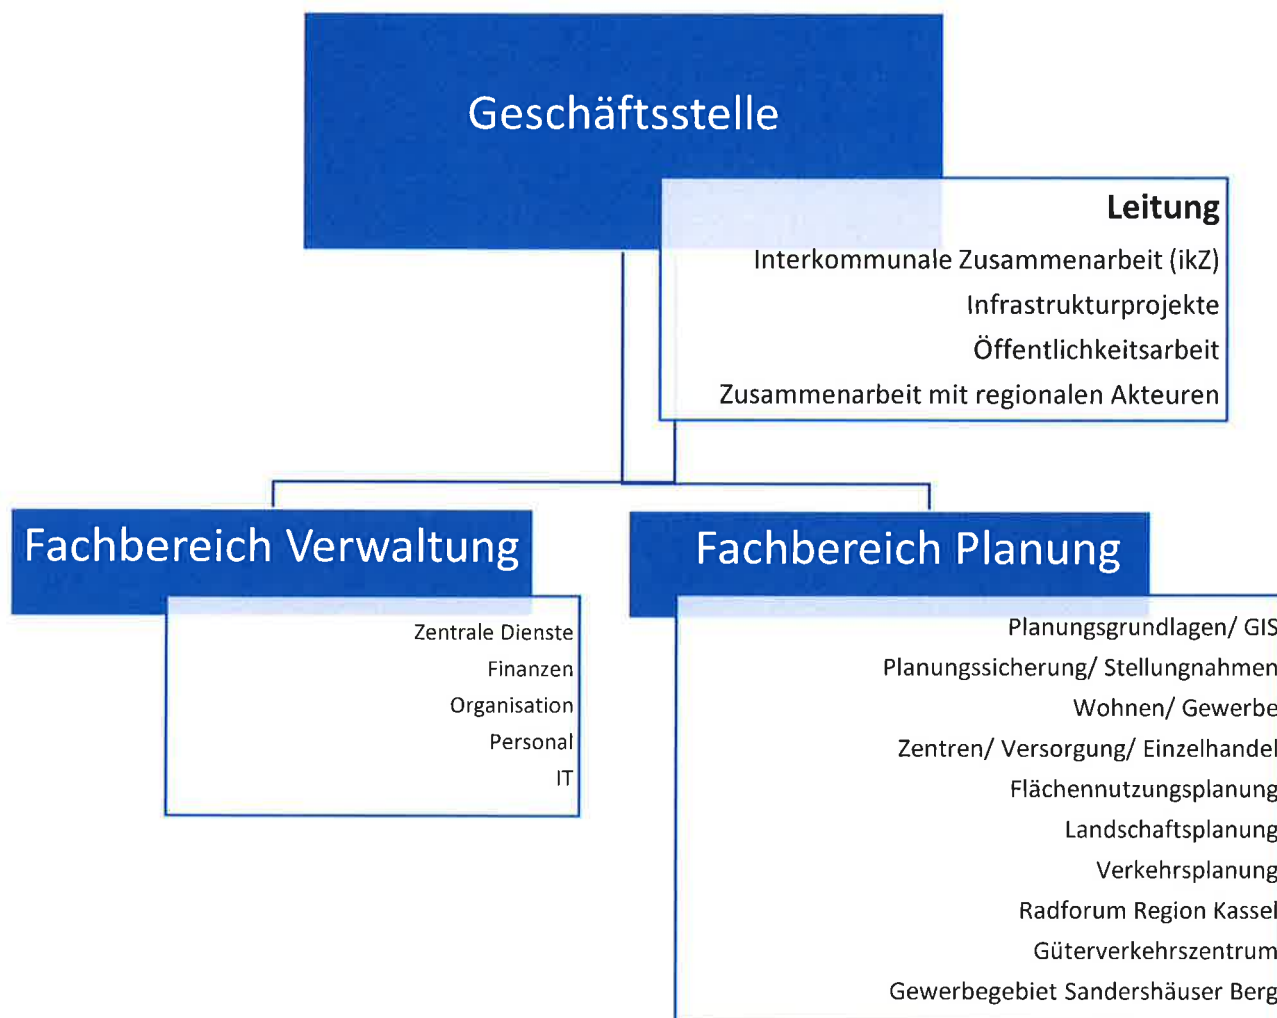 Geschäftsstelle
Leitung
Interkommunale Zusammenarbeit (ikZ)
Infrastrukturprojekte
Öffentlichkeitsarbeit
Zusammenarbeit mit regionalen Akteuren
Fachbereich Verwaltung
Zentrale Dienste
Finanzen
Organisation
Personal
IT
Fachbereich Planung
Planungsgrundlagen/ GIS
Planungssicherung/ Stellungnahmen
Wohnen/ Gewerbe
Zentren/ Versorgung/ Einzelhandel
Flächennutzungsplanung
Landschaftsplanung
Verkehrsplanung
Radforum Region Kassel
Güterverkehrszentrum
Gewerbegebiet Sandershäuser Berg